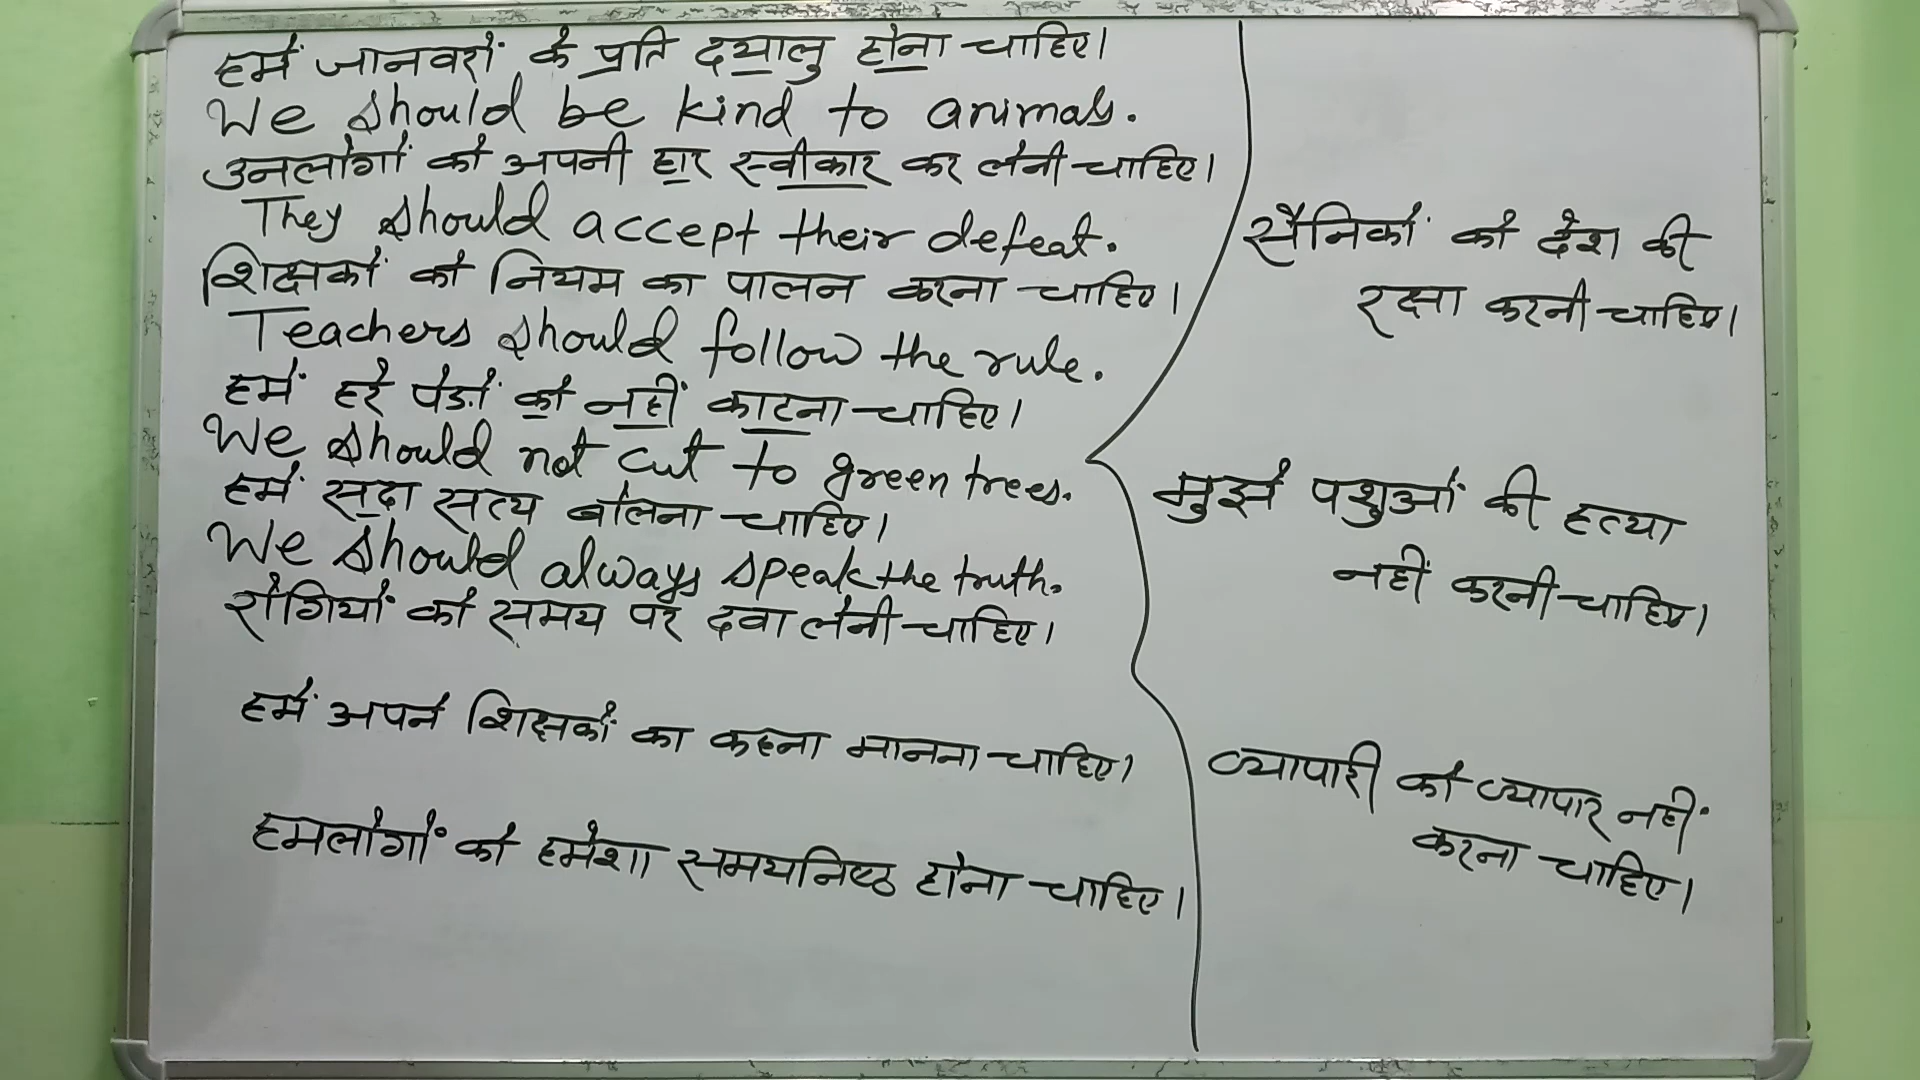 हमें जानवरों के प्रति दयालु होना चाहिए।
We should be kind to animals.
उनलोगों को अपनी हार स्वीकार कर लेनी चाहिए।
They should accept their defeat.
शिक्षकों को नियम का पालन करना चाहिए।
Teachers should follow the rule.
हमें हरे पेड़ों को नहीं काटना चाहिए।
We should not cut to green trees.
हमें सदा सत्य बोलना चाहिए।
We should always speak the truth.
रोगियों को समय पर दवा लेनी चाहिए।
हमें अपने शिक्षकों का कहना मानना चाहिए।
हमलोगों को हमेशा समयनिष्ठ होना चाहिए।
सैनिकों को देश की
रक्षा करनी चाहिए।
मुझे पशुओं की हत्या
नहीं करनी चाहिए।
व्यापारी को व्यापार नहीं
करना चाहिए।